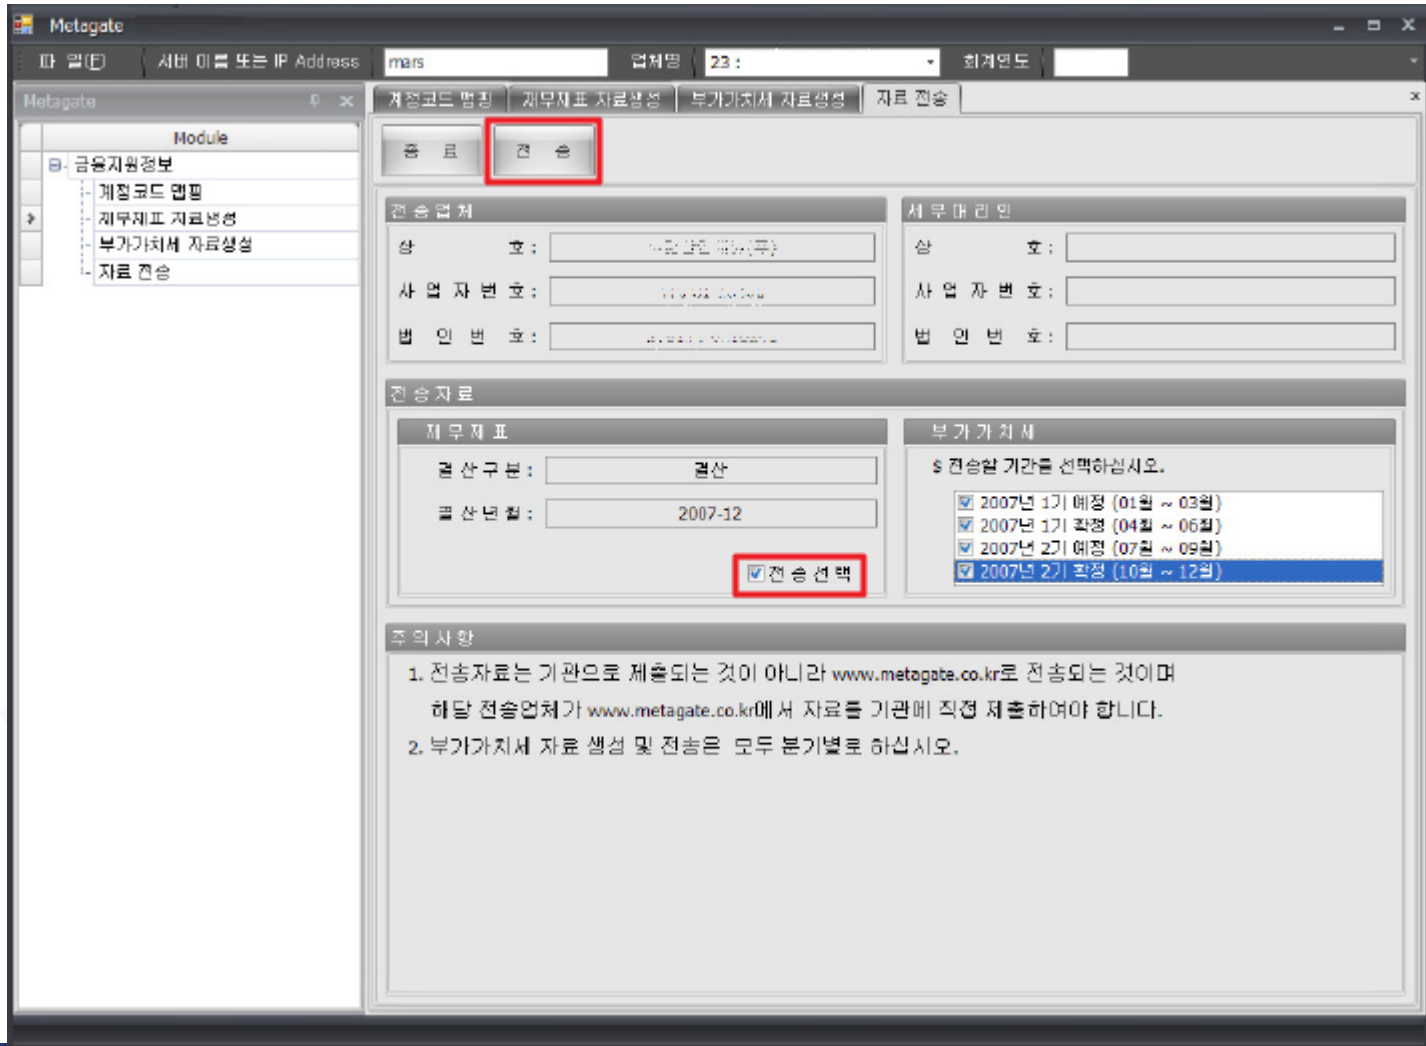 Metagate
파 일(F) 서버 이름 또는 IP Address mars 업체명 23 : 회계연도
Metagate
계정코드 맵핑 재무제표 자료생성 부가가치세 자료생성 자료 전송
Module
금융지원정보
계정코드 맵핑
재무제표 자료생성
부가가치세 자료생성
자료 전송
종 료 전 송
전송업체
상 호 :
사 업 자 번 호 :
법 인 번 호 :
세무대리인
상 호 :
사 업 자 번 호 :
법 인 번 호 :
전송자료
재무제표
결산구분 : 결산
결산년월 : 2007-12
전송선택
부가가치세
$ 전송할 기간을 선택하십시오.
2007년 1기 예정 (01월 ~ 03월)
2007년 1기 확정 (04월 ~ 06월)
2007년 2기 예정 (07월 ~ 09월)
2007년 2기 확정 (10월 ~ 12월)
주의사항
1. 전송자료는 기관으로 제출되는 것이 아니라 www.metagate.co.kr로 전송되는 것이며
해당 전송업체가 www.metagate.co.kr에서 자료를 기관에 직접 제출하여야 합니다.
2. 부가가치세 자료 생성 및 전송은 모두 분기별로 하십시오.